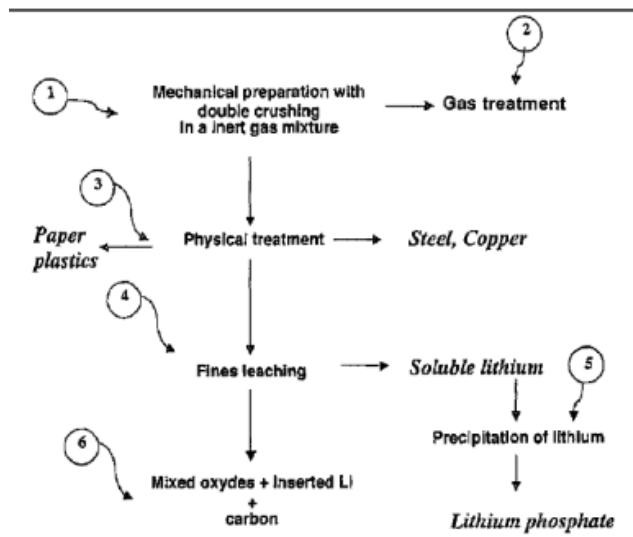 2
1
Mechanical preparation with
double crushing
in a inert gas mixture
Gas treatment
3
Paper
plastics
Physical treatment
Steel, Copper
4
Fines leaching
Soluble lithium
5
Precipitation of lithium
6
Mixed oxydes + inserted Li
+
carbon
Lithium phosphate